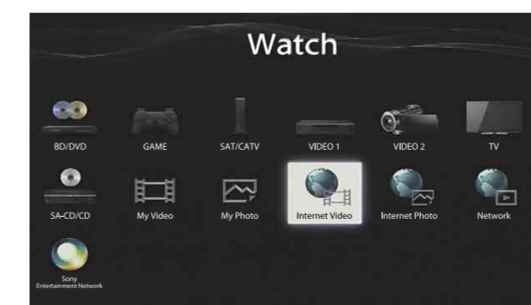 Watch
BD/DVD
GAME
SAT/CATV
VIDEO 1
VIDEO 2
TV
SA-CD/CD
My Video
My Photo
Internet Video
Internet Photo
Network
Sony
Entertainment Network